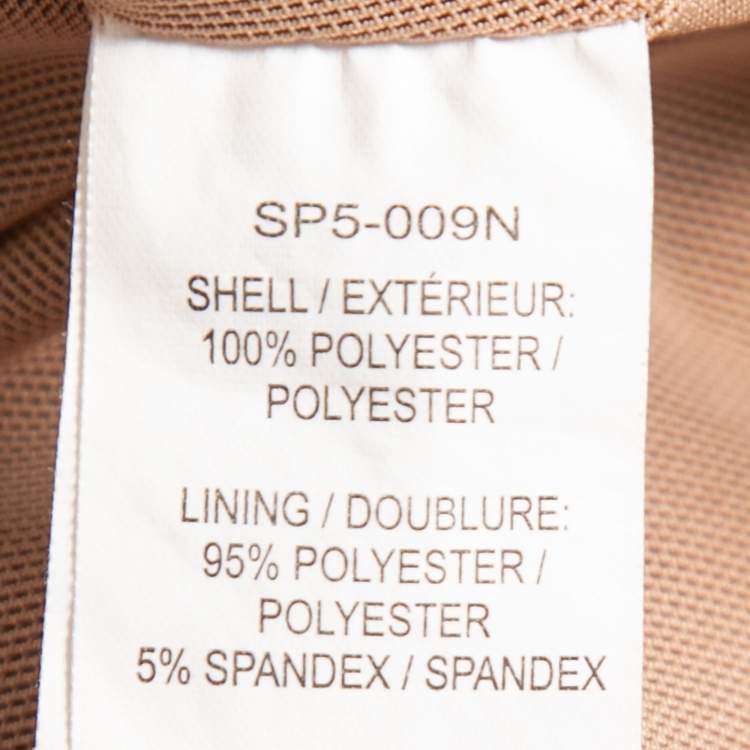 SP5-009N
SHELL / EXTÉRIEUR:
100% POLYESTER /
POLYESTER
LINING / DOUBLURE:
95% POLYESTER /
POLYESTER
5% SPANDEX / SPANDEX